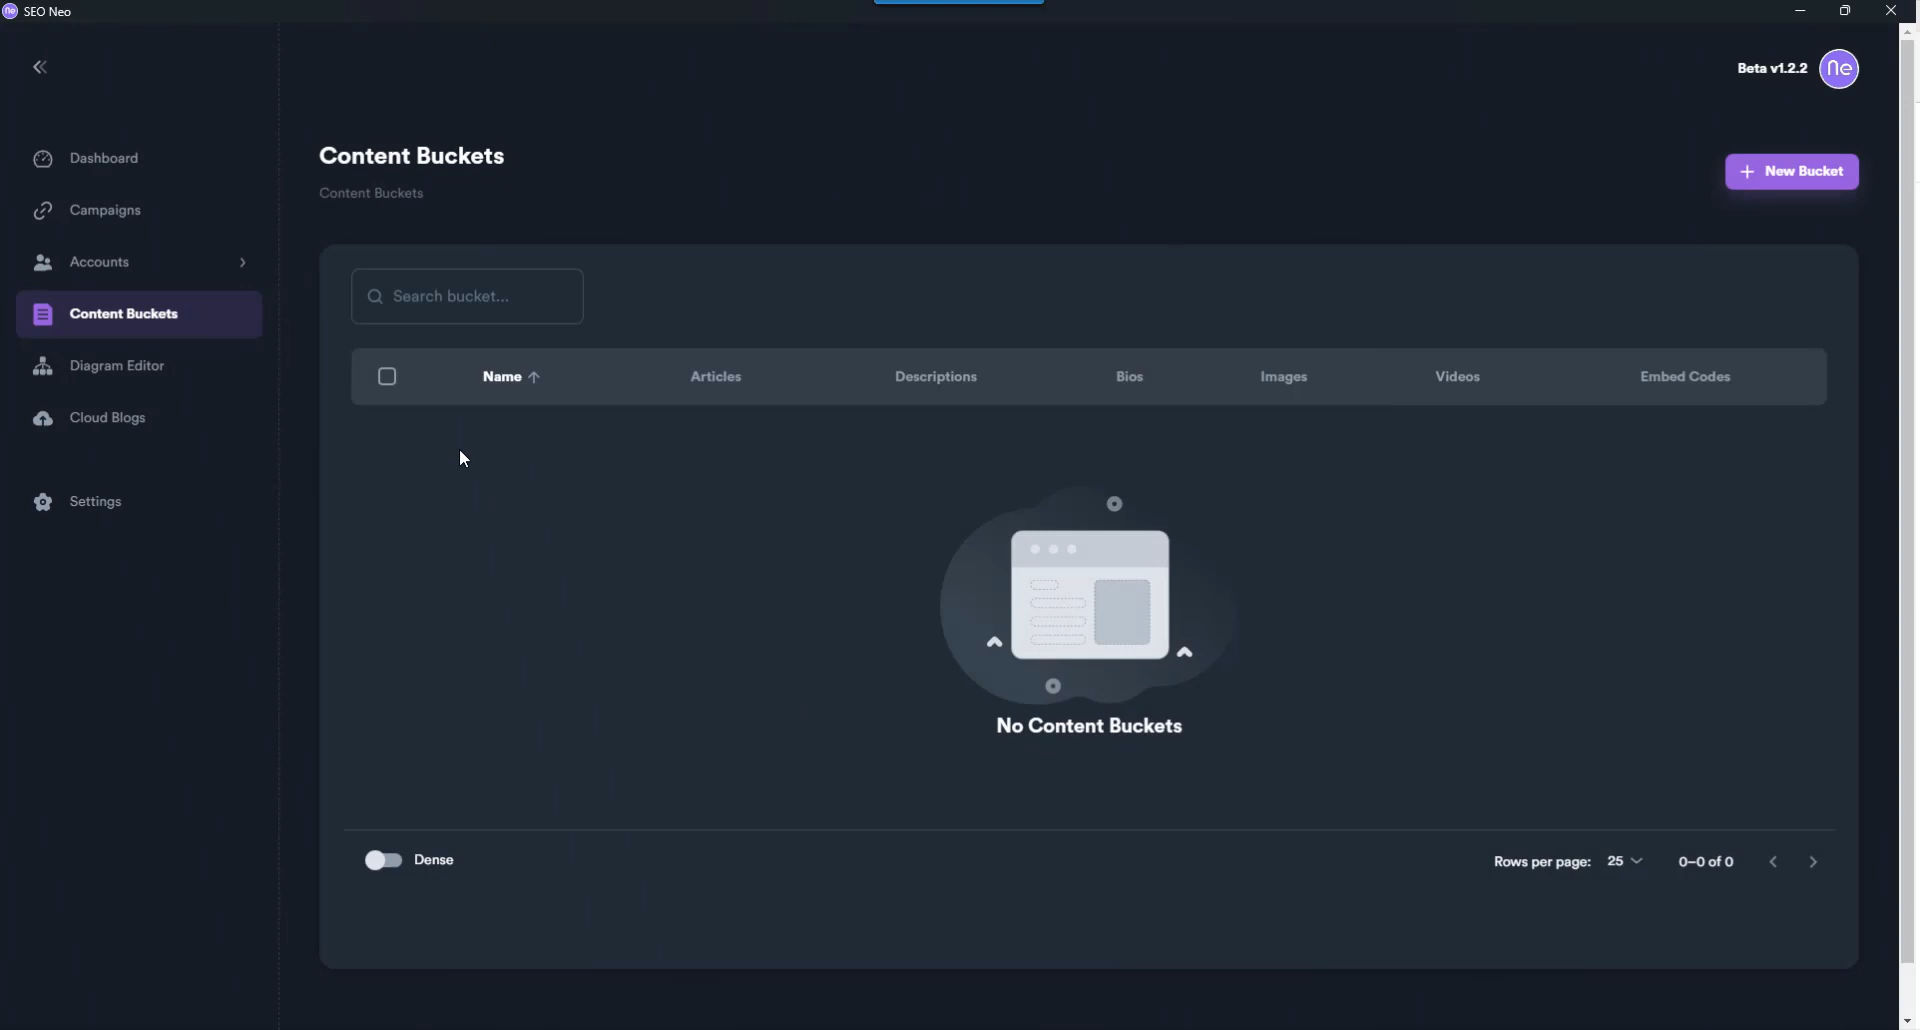 SEO Neo
Beta v1.2.2
Dashboard
Campaigns
Accounts
Content Buckets
Diagram Editor
Cloud Blogs
Settings
Content Buckets
Content Buckets
New Bucket
Search bucket...
Name Articles Descriptions Bios Images Videos Embed Codes
No Content Buckets
Dense
Rows per page: 25 0–0 of 0